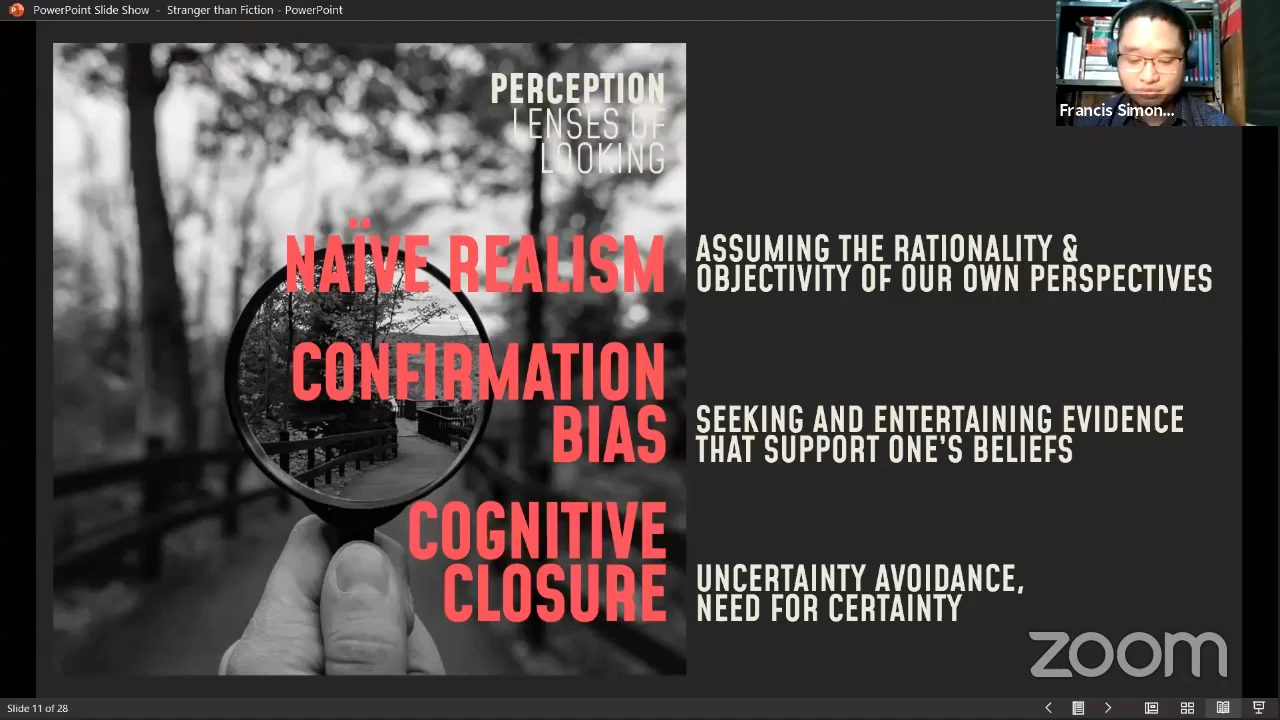 PowerPoint Slide Show - Stranger than Fiction - PowerPoint
Francis Simon...
PERCEPTION
LENSES OF
LOOKING
NAÏVE REALISM
ASSUMING THE RATIONALITY &
OBJECTIVITY OF OUR OWN PERSPECTIVES
CONFIRMATION
BIAS
SEEKING AND ENTERTAINING EVIDENCE
THAT SUPPORT ONE'S BELIEFS
COGNITIVE
CLOSURE
UNCERTAINTY AVOIDANCE,
NEED FOR CERTAINTY
zoom
Slide 11 of 28